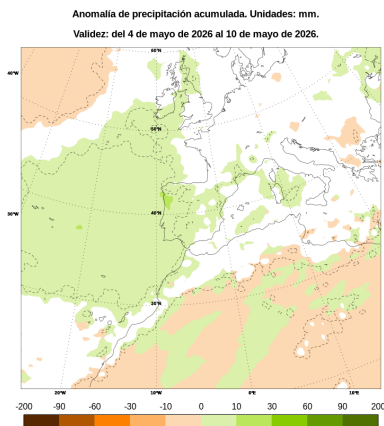 Anomalía de precipitación acumulada. Unidades: mm.
Validez: del 4 de mayo de 2026 al 10 de mayo de 2026.
60°N
40°W
50°N
30°W
40°N
30°N
20°W 10°W 0°E 10°E
-200 -90 -60 -30 -10 0 10 30 60 90 200